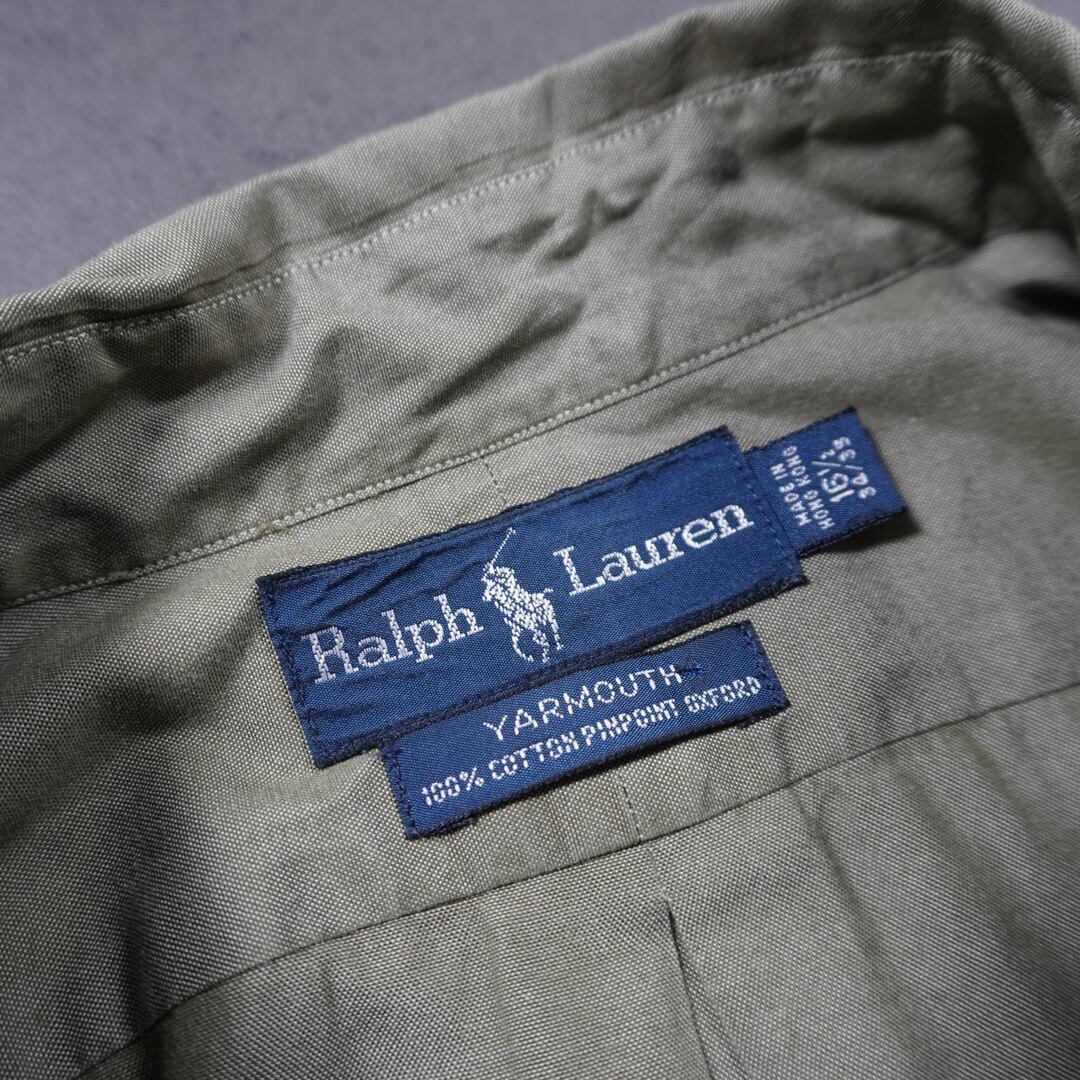 Ralph Lauren
MADE IN
HONG KONG
16½
34/35
YARMOUTH
100% COTTON PINPOINT OXFORD